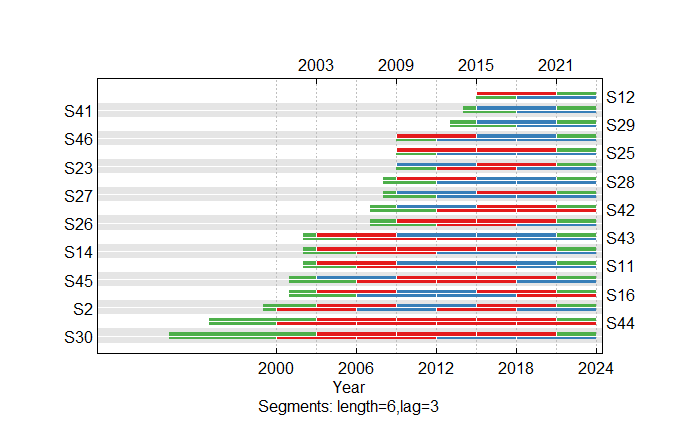 2003 2009 2015 2021
S12
S41
S29
S46
S25
S23
S28
S27
S42
S26
S43
S14
S11
S45
S16
S2
S44
S30
2000 2006 2012 2018 2024
Year
Segments: length=6,lag=3